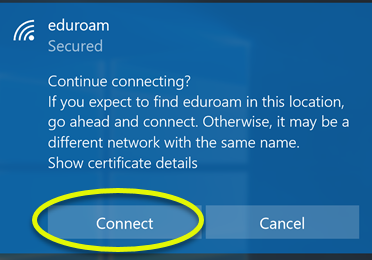 eduroam
Secured
Continue connecting?
If you expect to find eduroam in this location,
go ahead and connect. Otherwise, it may be a
different network with the same name.
Show certificate details
Connect
Cancel